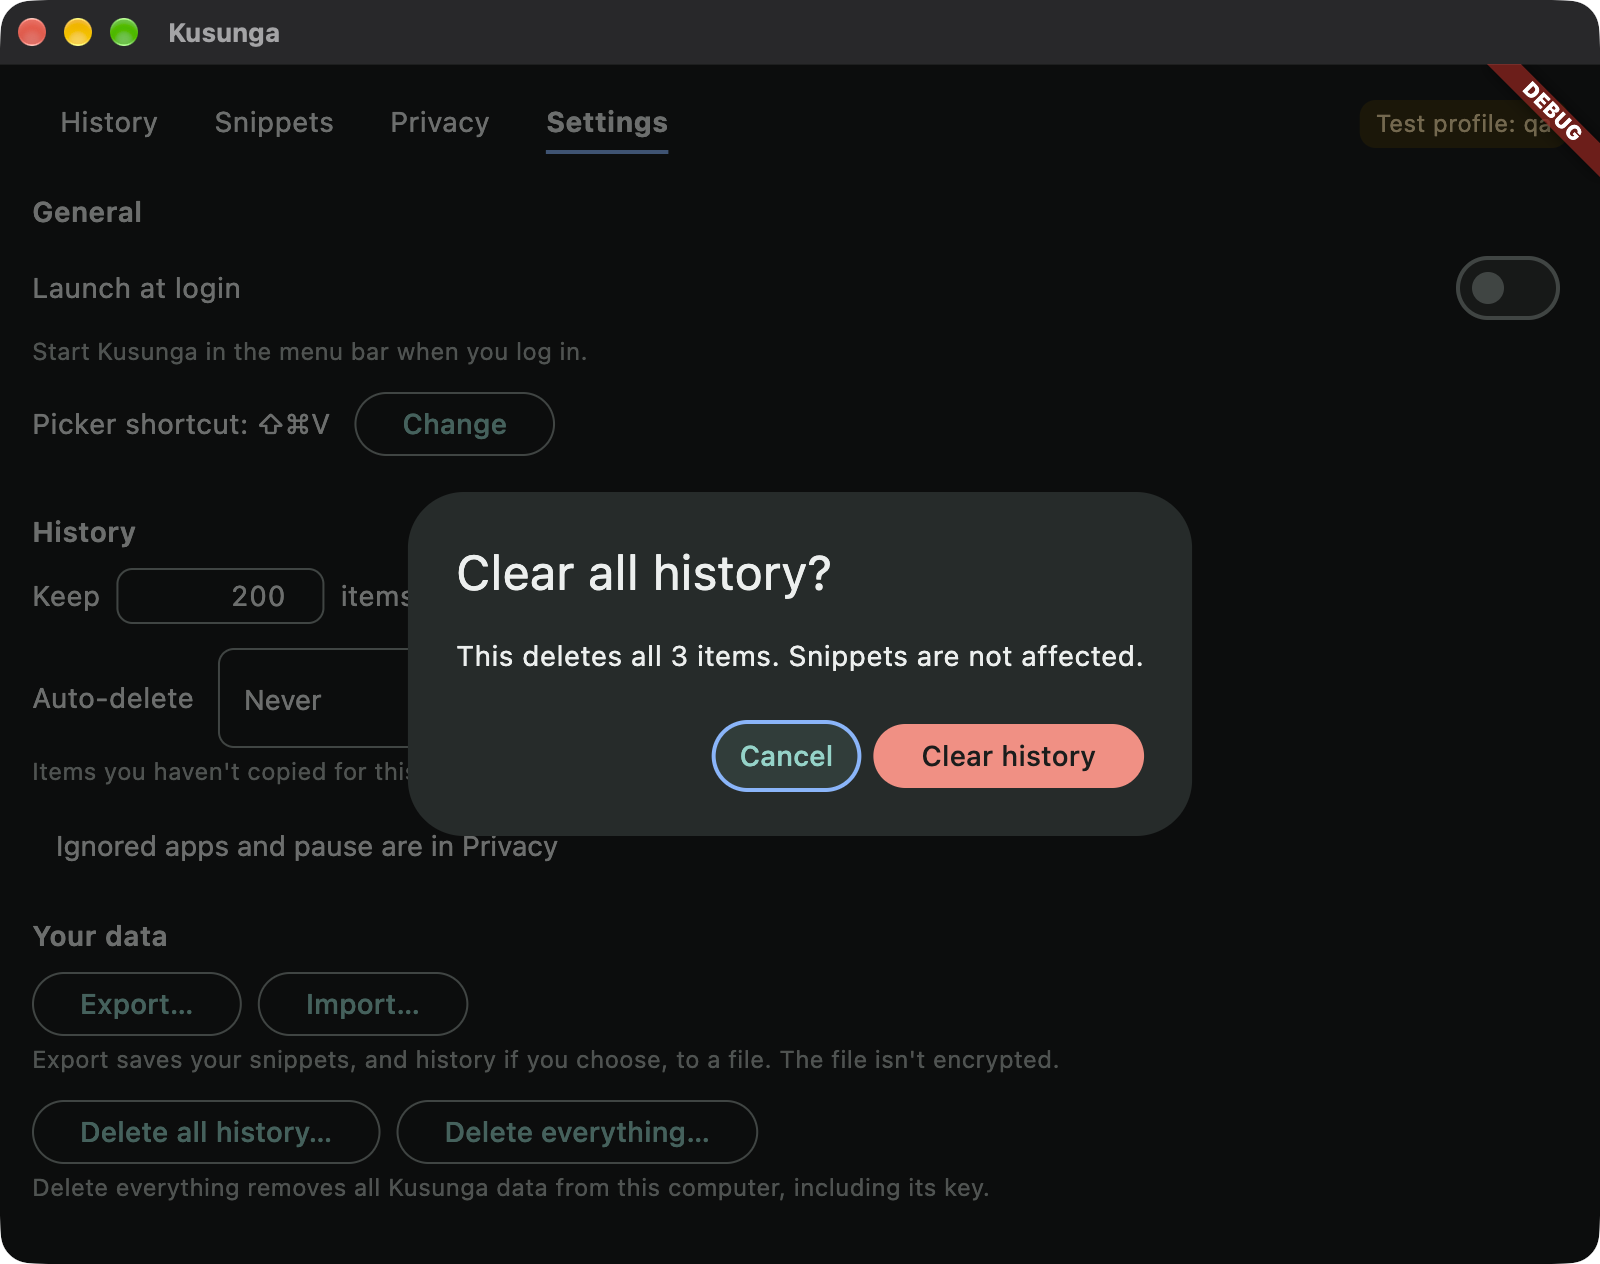 Kusunga
History Snippets Privacy Settings
Test profile: qa
DEBUG
General
Launch at login
Start Kusunga in the menu bar when you log in.
Picker shortcut: ⇧⌘V Change
History
Keep 200 items
Auto-delete Never
Items you haven't copied for this
Ignored apps and pause are in Privacy
Clear all history?
This deletes all 3 items. Snippets are not affected.
Cancel Clear history
Your data
Export... Import...
Export saves your snippets, and history if you choose, to a file. The file isn't encrypted.
Delete all history... Delete everything...
Delete everything removes all Kusunga data from this computer, including its key.